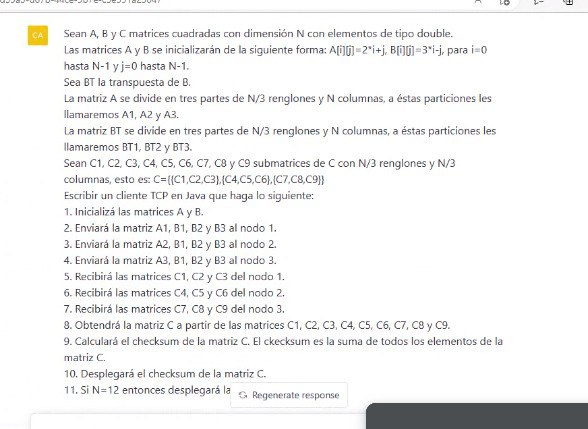 CA
Sean A, B y C matrices cuadradas con dimensión N con elementos de tipo double.
Las matrices A y B se inicializarán de la siguiente forma: A[i][j]=2*i+j, B[i][j]=3*i-j, para i=0
hasta N-1 y j=0 hasta N-1.
Sea BT la transpuesta de B.
La matriz A se divide en tres partes de N/3 renglones y N columnas, a éstas particiones les
llamaremos A1, A2 y A3.
La matriz BT se divide en tres partes de N/3 renglones y N columnas, a éstas particiones les
llamaremos BT1, BT2 y BT3.
Sean C1, C2, C3, C4, C5, C6, C7, C8 y C9 submatrices de C con N/3 renglones y N/3
columnas, esto es: C={{C1,C2,C3},{C4,C5,C6},{C7,C8,C9}}
Escribir un cliente TCP en Java que haga lo siguiente:
1. Inicializá las matrices A y B.
2. Enviará la matriz A1, B1, B2 y B3 al nodo 1.
3. Enviará la matriz A2, B1, B2 y B3 al nodo 2.
4. Enviará la matriz A3, B1, B2 y B3 al nodo 3.
5. Recibirá las matrices C1, C2 y C3 del nodo 1.
6. Recibirá las matrices C4, C5 y C6 del nodo 2.
7. Recibirá las matrices C7, C8 y C9 del nodo 3.
8. Obtendrá la matriz C a partir de las matrices C1, C2, C3, C4, C5, C6, C7, C8 y C9.
9. Calculará el checksum de la matriz C. El ckecksum es la suma de todos los elementos de la
matriz C.
10. Desplegará el checksum de la matriz C.
11. Si N=12 entonces desplegará la
Regenerate response